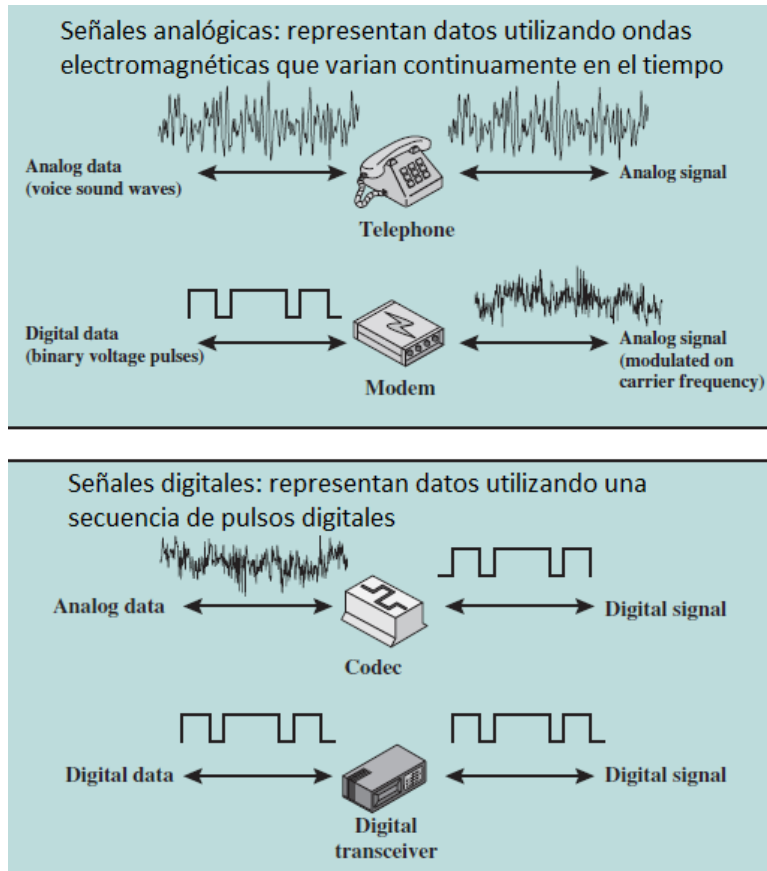 Señales analógicas: representan datos utilizando ondas
electromagnéticas que varian continuamente en el tiempo
Analog data
(voice sound waves)
Analog signal
Telephone
Digital data
(binary voltage pulses)
Analog signal
(modulated on
carrier frequency)
Modem
Señales digitales: representan datos utilizando una
secuencia de pulsos digitales
Analog data
Digital signal
Codec
Digital data
Digital signal
Digital
transceiver